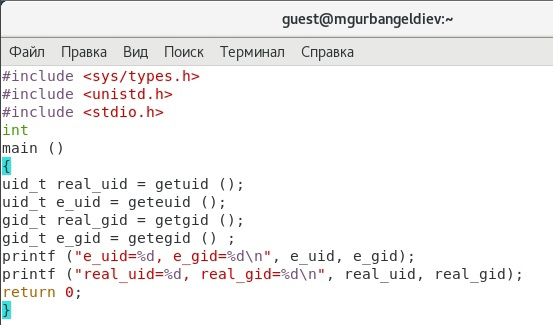 guest@mgurbangeldiev:~
Файл Правка Вид Поиск Терминал Справка
#include <sys/types.h>
#include <unistd.h>
#include <stdio.h>
int
main ()
{
uid_t real_uid = getuid ();
uid_t e_uid = geteuid ();
gid_t real_gid = getgid ();
gid_t e_gid = getegid () ;
printf ("e_uid=%d, e_gid=%d\n", e_uid, e_gid);
printf ("real_uid=%d, real_gid=%d\n", real_uid, real_gid);
return 0;
}